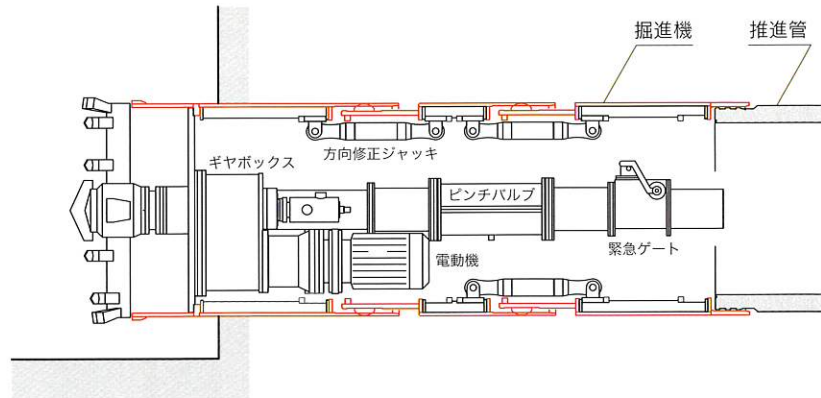 掘進機
推進管
方向修正ジャッキ
ギヤボックス
ピンチバルブ
緊急ゲート
電動機